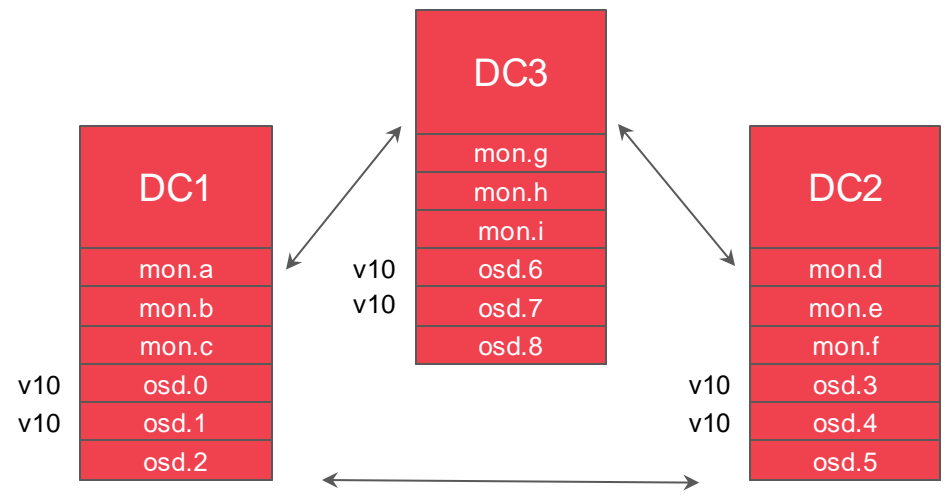 DC3
mon.g
mon.h
mon.i
v10 osd.6
v10 osd.7
osd.8
DC1
mon.a
mon.b
mon.c
v10 osd.0
v10 osd.1
osd.2
DC2
mon.d
mon.e
mon.f
v10 osd.3
v10 osd.4
osd.5